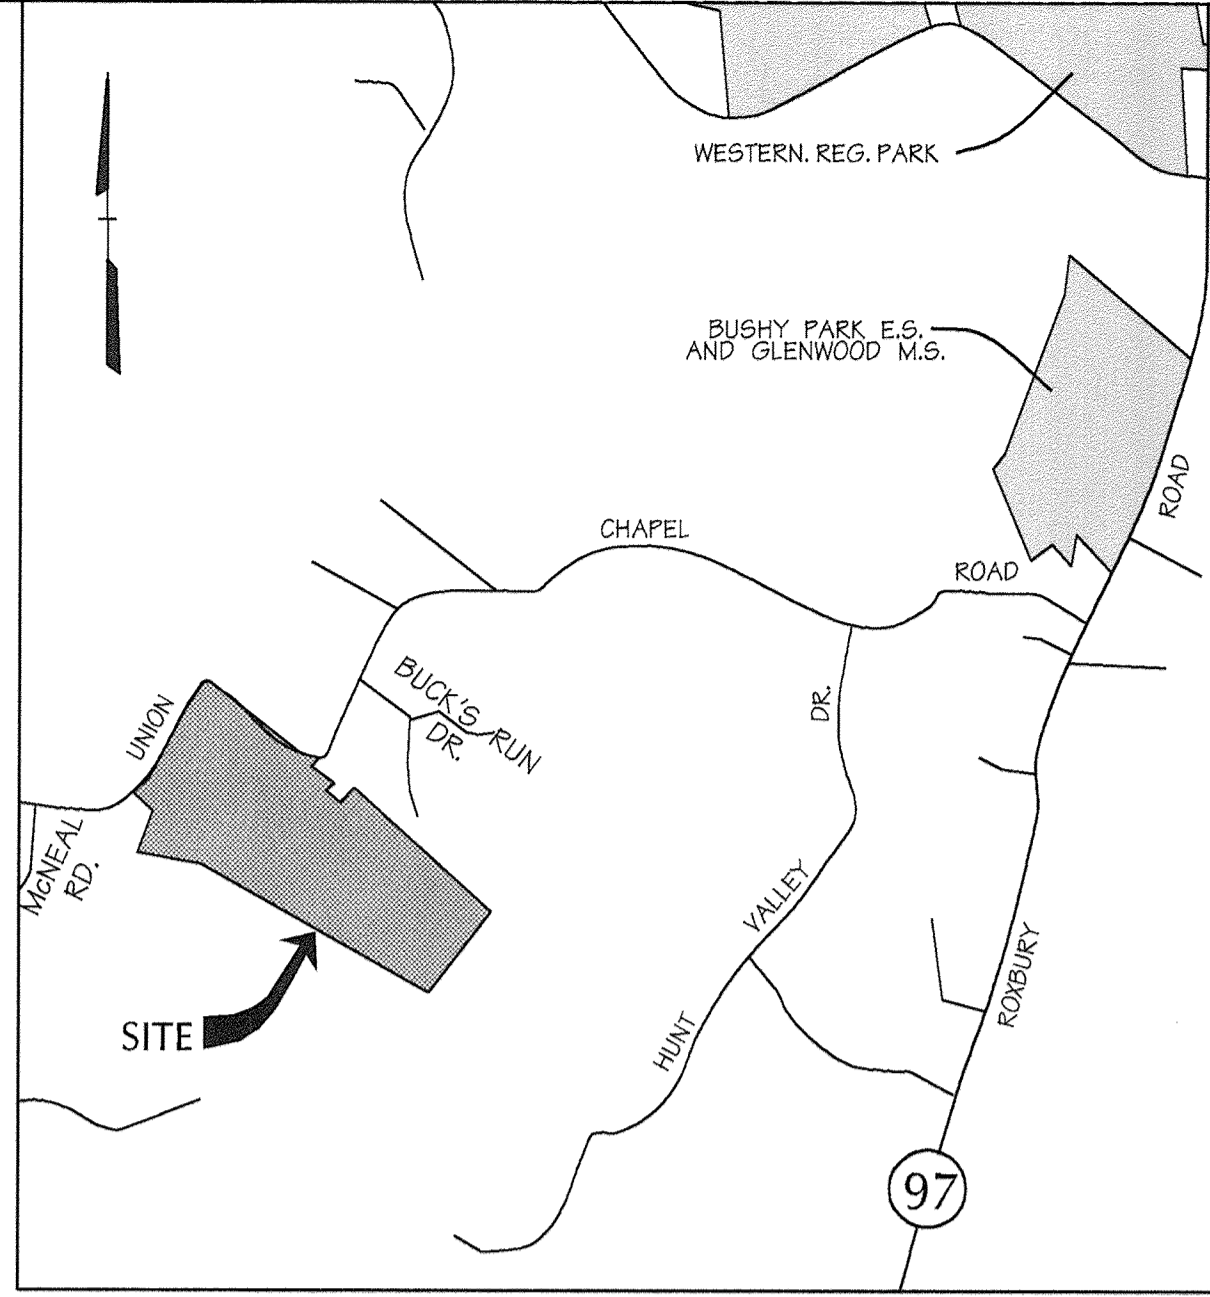 WESTERN. REG. PARK
BUSHY PARK E.S.
AND GLENWOOD M.S.
ROAD
CHAPEL
ROAD
BUCK'S RUN
DR.
UNION
DR.
McNEAL
RD.
VALLEY
HUNT
ROXBURY
SITE
97